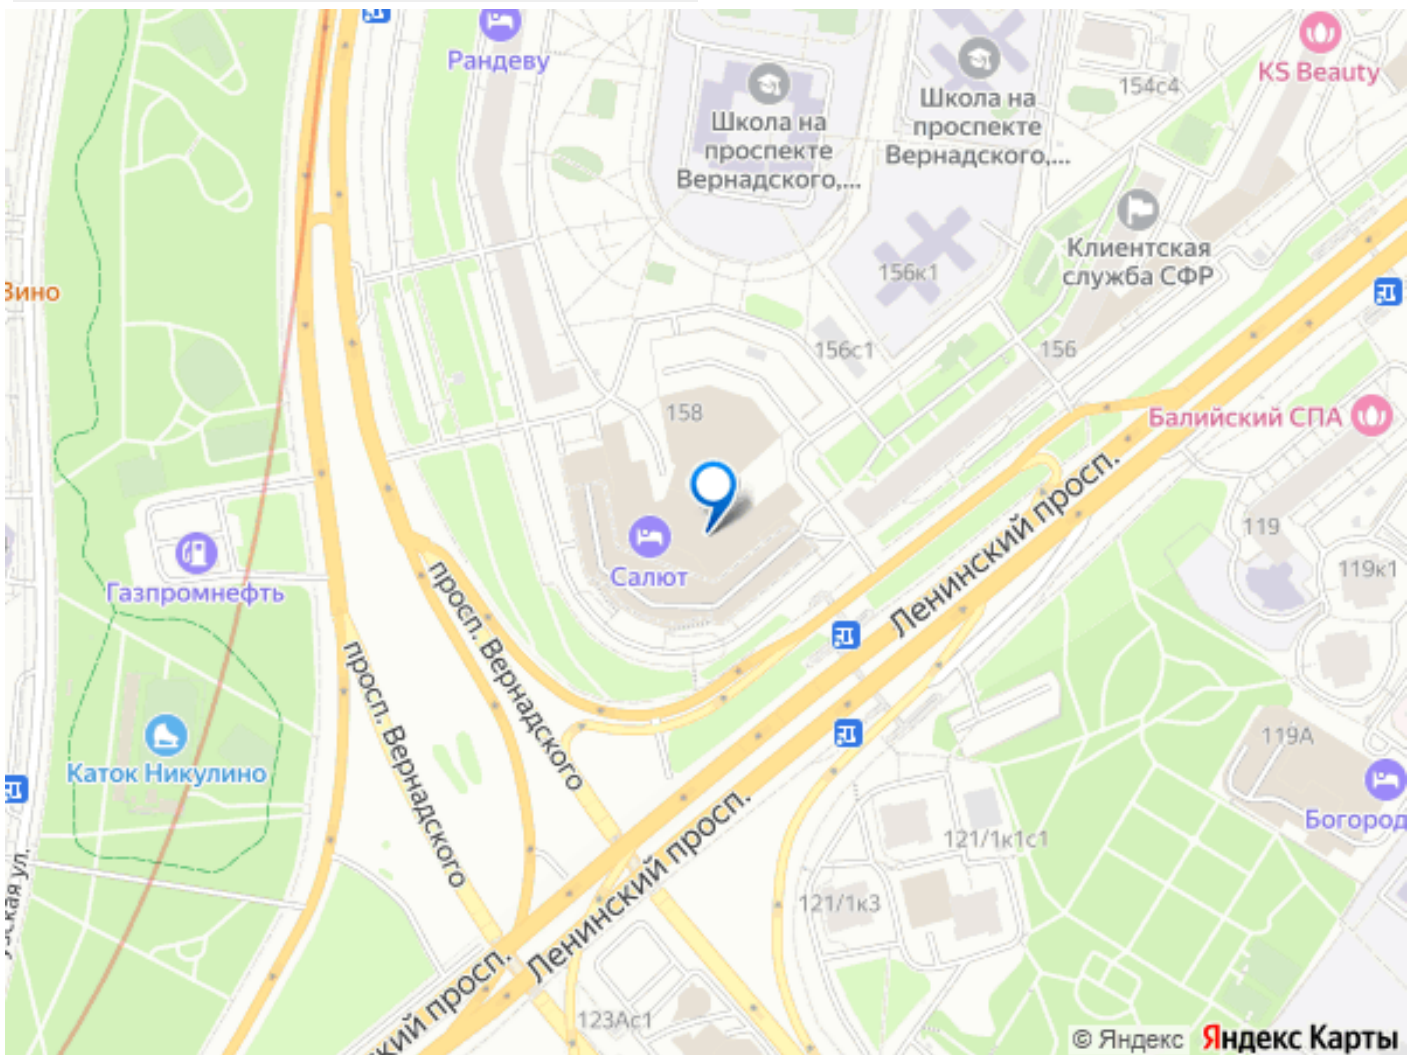 Рандеву
KS Beauty
154с4
Школа на
проспекте
Вернадского,...
Школа на
проспекте
Вернадского,...
Клиентская
служба СФР
156к1
Вино
156с1
156
158
Балийский СПА
Ленинский просп.
119
119к1
Салют
Газпромнефть
просп. Вернадского
просп. Вернадского
119А
Каток Никулино
Богород
121/1к1с1
121/1к3
Ленинский просп.
ский просп.
123Ас1
© Яндекс Яндекс Карты